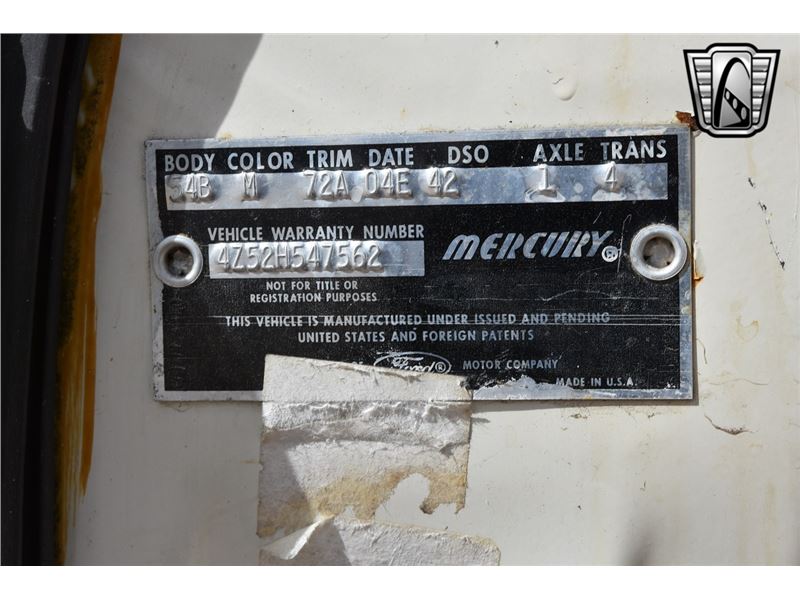 BODY COLOR TRIM DATE DSO AXLE TRANS
54B M 72A 04E 42 1 4
VEHICLE WARRANTY NUMBER
4Z52H547562
MERCURY®
NOT FOR TITLE OR
REGISTRATION PURPOSES
THIS VEHICLE IS MANUFACTURED UNDER ISSUED AND PENDING
UNITED STATES AND FOREIGN PATENTS
Ford® MOTOR COMPANY
MADE IN U.S.A.